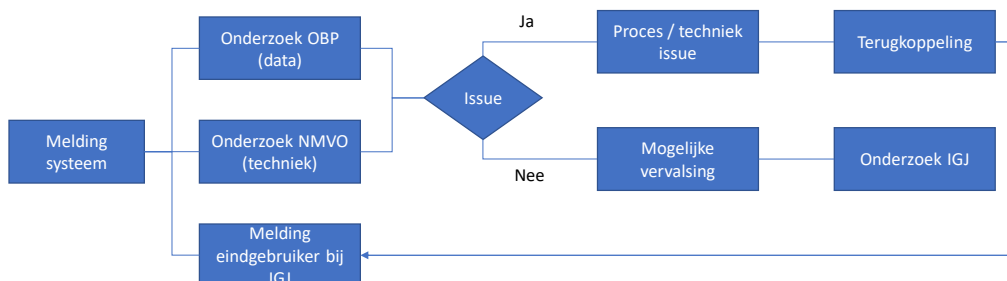 Ja
Onderzoek OBP
(data)
Proces / techniek
issue
Terugkoppeling
Issue
Melding
systeem
Onderzoek NMVO
(techniek)
Nee
Mogelijke
vervalsing
Onderzoek IGJ
Melding
eindgebruiker bij
IGJ